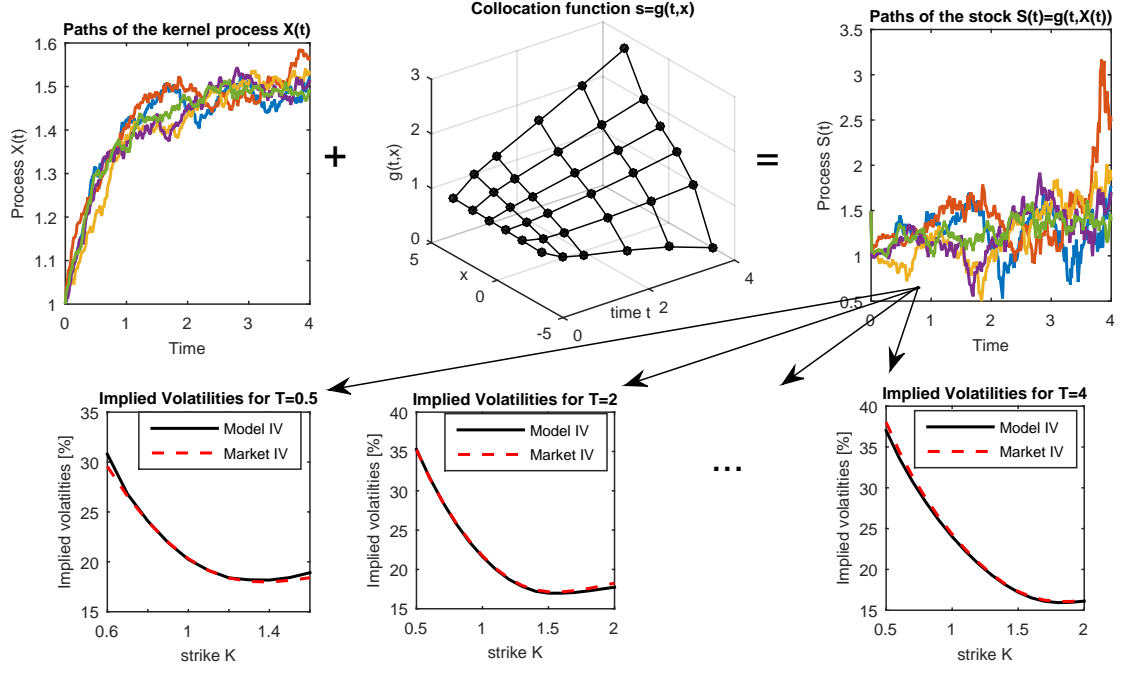 Paths of the kernel process X(t)
Process X(t)
1.6
1.5
1.4
1.3
1.2
1.1
1
0
1
2
3
4
Time
+
Collocation function s=g(t,x)
g(t,x)
3
2
1
0
5
x
0
-5
0
time t
2
4
=
Paths of the stock S(t)=g(t,X(t))
Process S(t)
3.5
3
2.5
2
1.5
1
0.5
0
1
2
3
4
Time
Implied Volatilities for T=0.5
Implied volatilties [%]
35
30
25
20
15
Model IV
Market IV
0.6
1
1.4
strike K
Implied Volatilities for T=2
Implied volatilties [%]
40
35
30
25
20
15
Model IV
Market IV
0.5
1
1.5
2
strike K
...
Implied Volatilities for T=4
Implied volatilties [%]
40
35
30
25
20
15
Model IV
Market IV
0.5
1
1.5
2
strike K